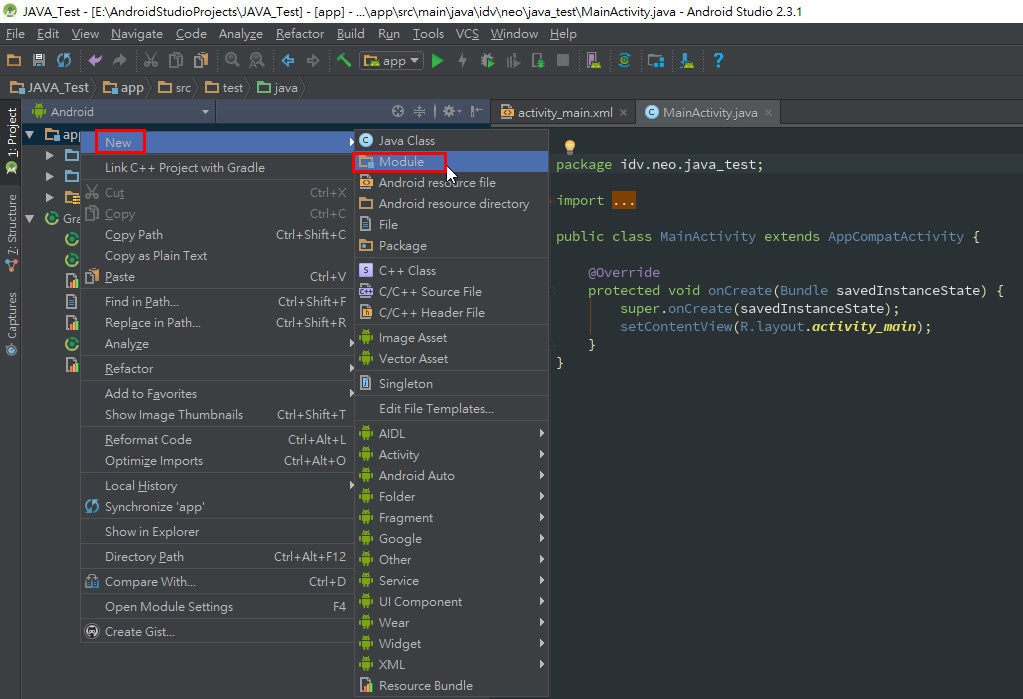 JAVA_Test - [E:\AndroidStudioProjects\JAVA_Test] - [app] - ...\app\src\main\java\idv\neo\java_test\MainActivity.java - Android Studio 2.3.1
File Edit View Navigate Code Analyze Refactor Build Run Tools VCS Window Help
app
JAVA_Test app src test java
1: Project
7: Structure
Captures
Android
activity_main.xml MainActivity.java
app
Gra
New
Link C++ Project with Gradle
Cut Ctrl+X
Copy Ctrl+C
Copy Path Ctrl+Shift+C
Copy as Plain Text
Paste Ctrl+V
Find in Path... Ctrl+Shift+F
Replace in Path... Ctrl+Shift+R
Analyze
Refactor
Add to Favorites
Show Image Thumbnails Ctrl+Shift+T
Reformat Code Ctrl+Alt+L
Optimize Imports Ctrl+Alt+O
Local History
Synchronize 'app'
Show in Explorer
Directory Path Ctrl+Alt+F12
Compare With... Ctrl+D
Open Module Settings F4
Create Gist...
Java Class
Module
Android resource file
Android resource directory
File
Package
C++ Class
C/C++ Source File
C/C++ Header File
Image Asset
Vector Asset
Singleton
Edit File Templates...
AIDL
Activity
Android Auto
Folder
Fragment
Google
Other
Service
UI Component
Wear
Widget
XML
Resource Bundle
package idv.neo.java_test;
import ...
public class MainActivity extends AppCompatActivity {
@Override
protected void onCreate(Bundle savedInstanceState) {
super.onCreate(savedInstanceState);
setContentView(R.layout.activity_main);
}
}